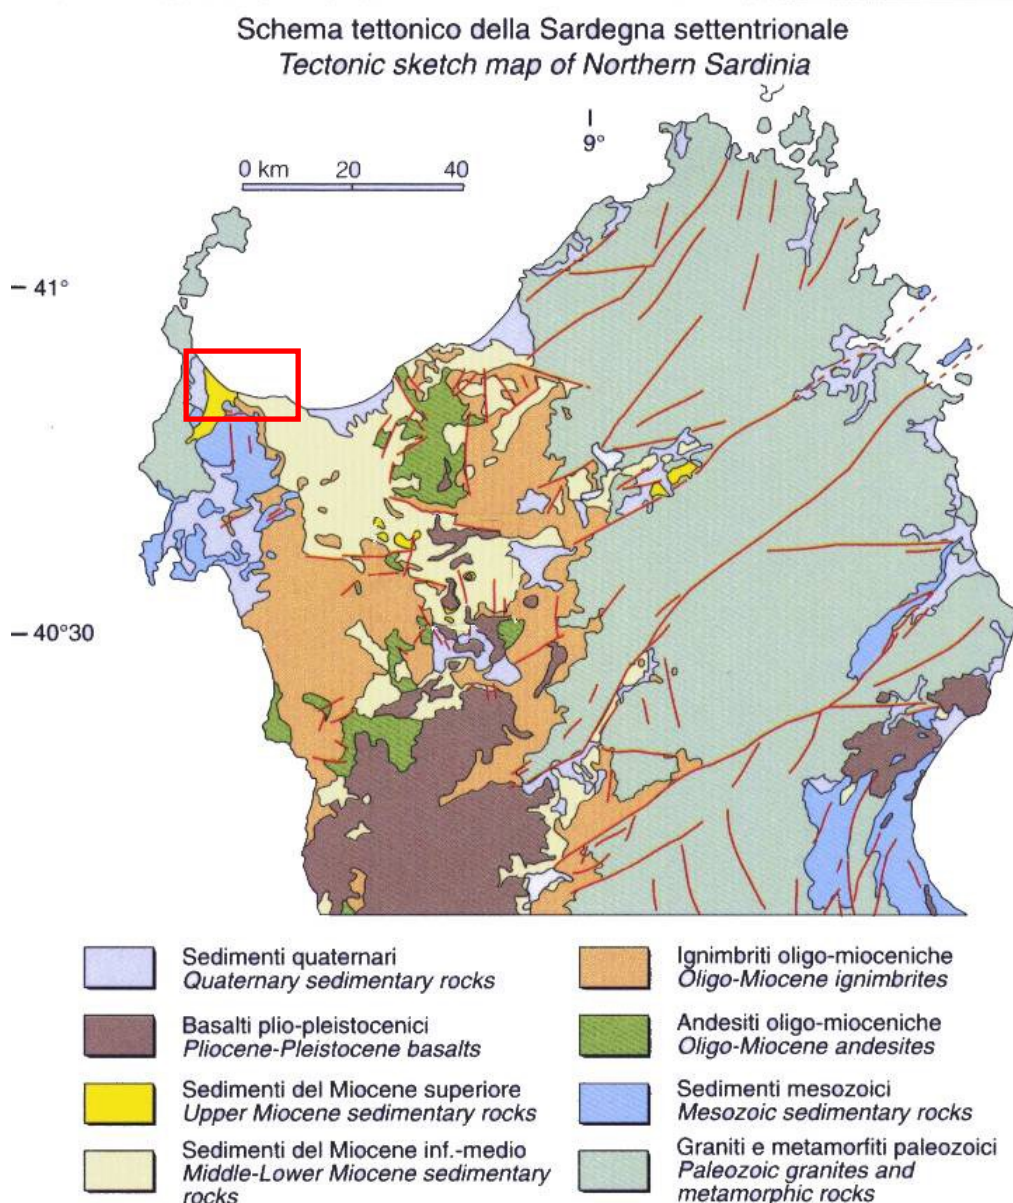 Schema tettonico della Sardegna settentrionale
Tectonic sketch map of Northern Sardinia
9°
0 km 20 40
41°
40°30
Sedimenti quaternari
Quaternary sedimentary rocks
Basalti plio-pleistocenici
Pliocene-Pleistocene basalts
Sedimenti del Miocene superiore
Upper Miocene sedimentary rocks
Sedimenti del Miocene inf.-medio
Middle-Lower Miocene sedimentary
rocks
Ignimbriti oligo-mioceniche
Oligo-Miocene ignimbrites
Andesiti oligo-mioceniche
Oligo-Miocene andesites
Sedimenti mesozoici
Mesozoic sedimentary rocks
Graniti e metamorfiti paleozoici
Paleozoic granites and
metamorphic rocks